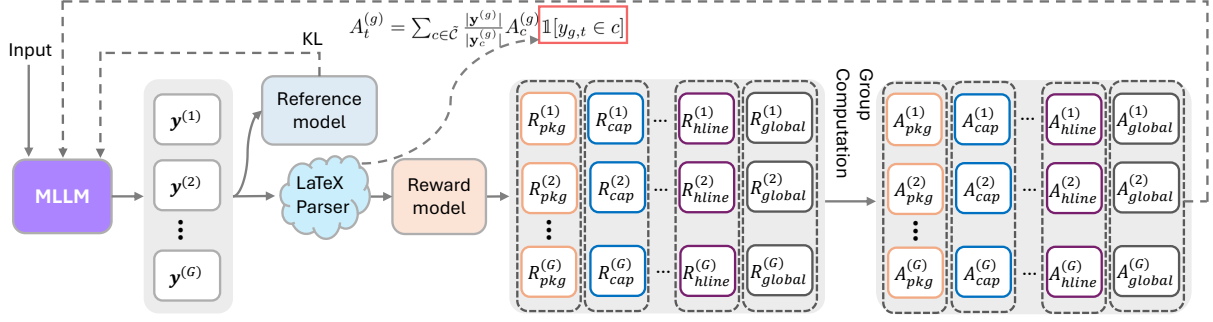 A_t^{(g)} = \sum_{c \in \tilde{\mathcal{C}}} \frac{|\mathbf{y}^{(g)}|}{|\mathbf{y}_c^{(g)}|} A_c^{(g)} \mathbb{1}[y_{g,t} \in c]
Input
KL
Reference
model
MLLM
y^{(1)}
y^{(2)}
⋮
y^{(G)}
LaTeX
Parser
Reward
model
R_{pkg}^{(1)} R_{cap}^{(1)} ... R_{hline}^{(1)} R_{global}^{(1)}
R_{pkg}^{(2)} R_{cap}^{(2)} ... R_{hline}^{(2)} R_{global}^{(2)}
⋮
R_{pkg}^{(G)} R_{cap}^{(G)} ... R_{hline}^{(G)} R_{global}^{(G)}
Group
Computation
A_{pkg}^{(1)} A_{cap}^{(1)} ... A_{hline}^{(1)} A_{global}^{(1)}
A_{pkg}^{(2)} A_{cap}^{(2)} ... A_{hline}^{(2)} A_{global}^{(2)}
⋮
A_{pkg}^{(G)} A_{cap}^{(G)} ... A_{hline}^{(G)} A_{global}^{(G)}